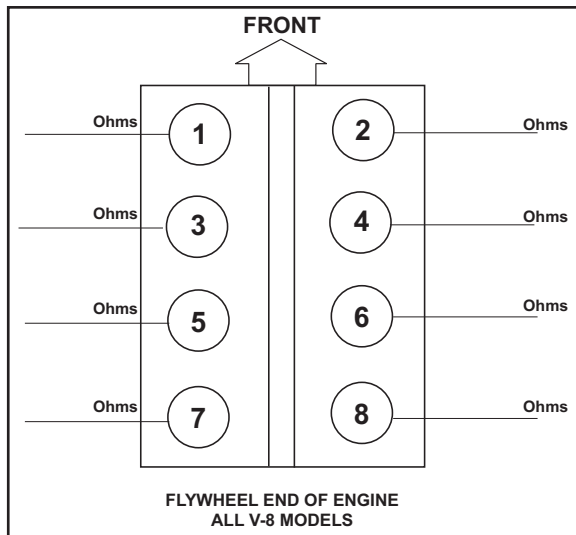 FRONT
Ohms 1 2 Ohms
Ohms 3 4 Ohms
Ohms 5 6 Ohms
Ohms 7 8 Ohms
FLYWHEEL END OF ENGINE
ALL V-8 MODELS